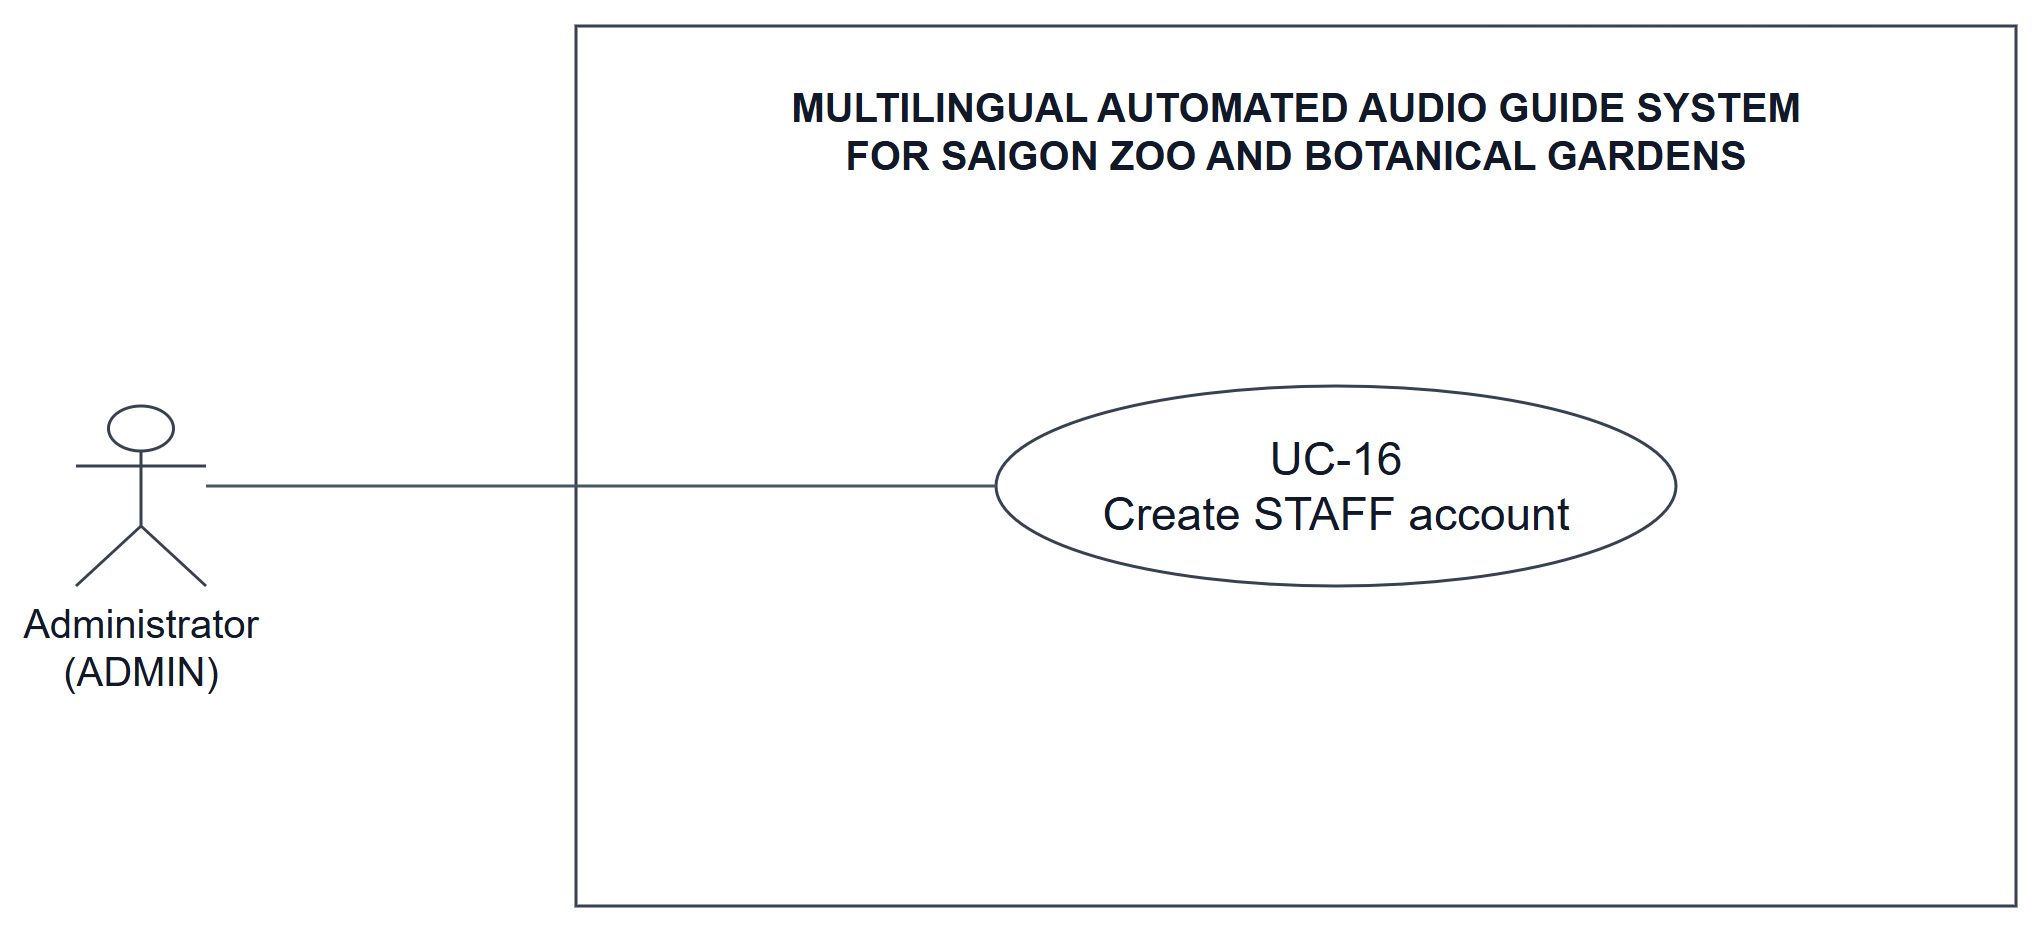 MULTILINGUAL AUTOMATED AUDIO GUIDE SYSTEM
FOR SAIGON ZOO AND BOTANICAL GARDENS
UC-16
Create STAFF account
Administrator
(ADMIN)